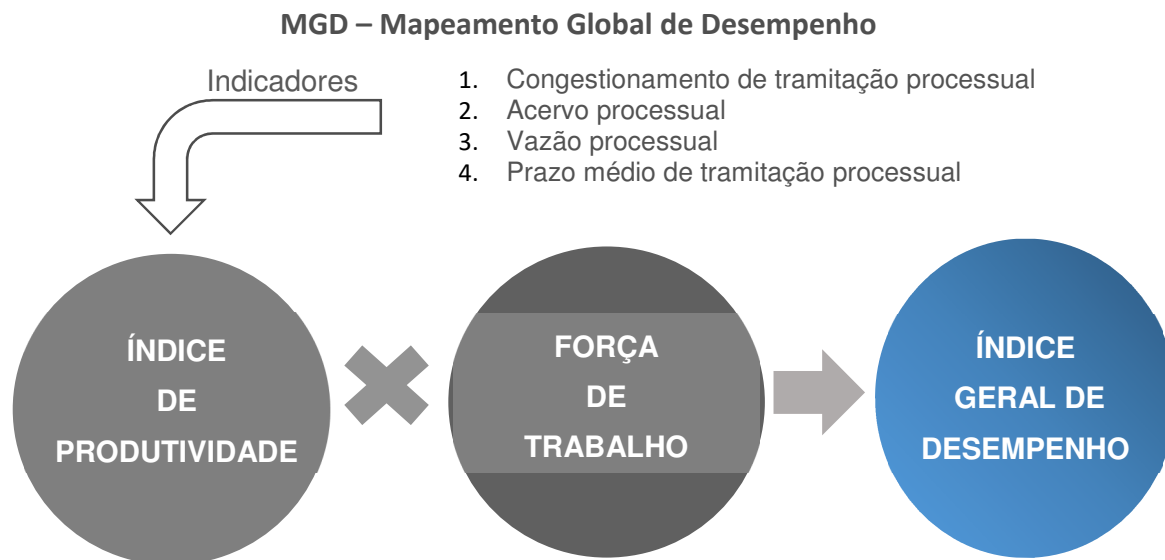 MGD – Mapeamento Global de Desempenho
Indicadores
1. Congestionamento de tramitação processual
2. Acervo processual
3. Vazão processual
4. Prazo médio de tramitação processual
ÍNDICE
DE
PRODUTIVIDADE
FORÇA
DE
TRABALHO
ÍNDICE
GERAL DE
DESEMPENHO